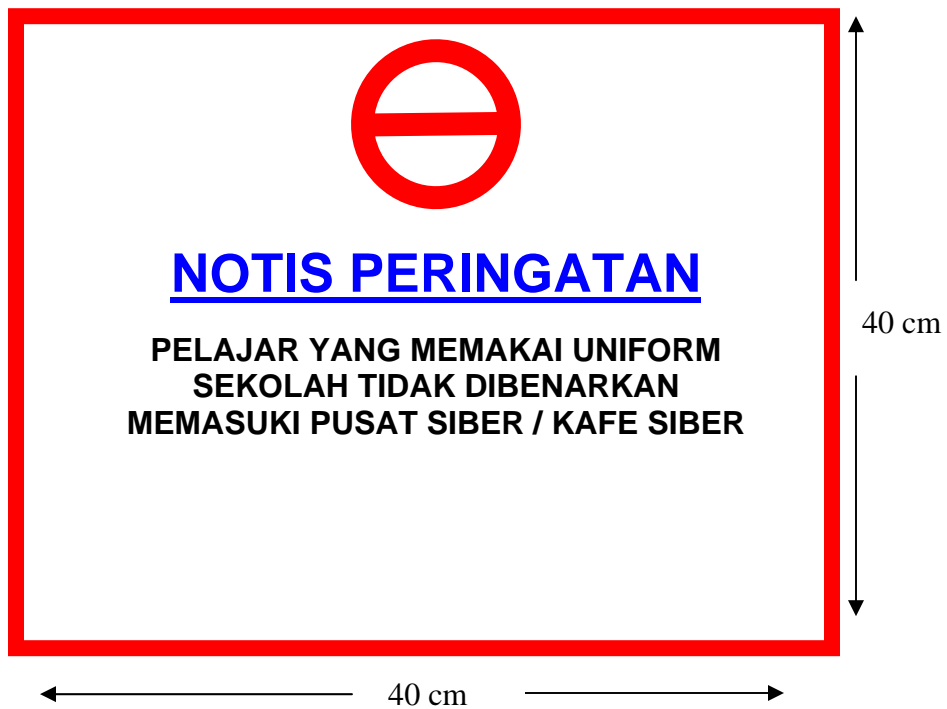 NOTIS PERINGATAN
PELAJAR YANG MEMAKAI UNIFORM
SEKOLAH TIDAK DIBENARKAN
MEMASUKI PUSAT SIBER / KAFE SIBER
40 cm
40 cm